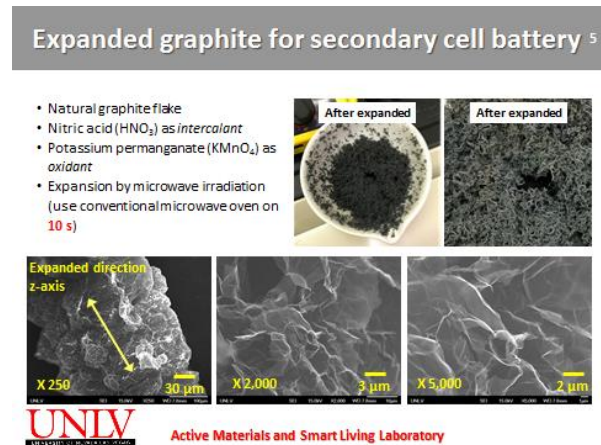 Expanded graphite for secondary cell battery 5
• Natural graphite flake
• Nitric acid (HNO₃) as intercalant
• Potassium permanganate (KMnO₄) as
oxidant
• Expansion by microwave irradiation
(use conventional microwave oven on
10 s)
After expanded
After expanded
Expanded direction
z-axis
X 250
30 μm
X 2,000
3 μm
X 5,000
2 μm
UNLV
Active Materials and Smart Living Laboratory